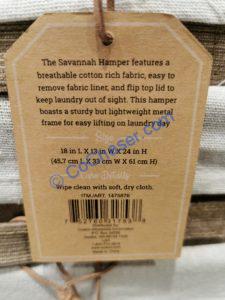 The Savannah Hamper features a
breathable cotton rich fabric, easy to
remove fabric liner, and flip top lid to
keep laundry out of sight. This hamper
boasts a sturdy but lightweight metal
frame for easy lifting on laundry day
18 in L X 13 in W X 24 in H
(45.7 cm L X 33 cm W X 61 cm H)
Care Details
Wipe clean with soft, dry cloth.
ITM./ART. 1475876